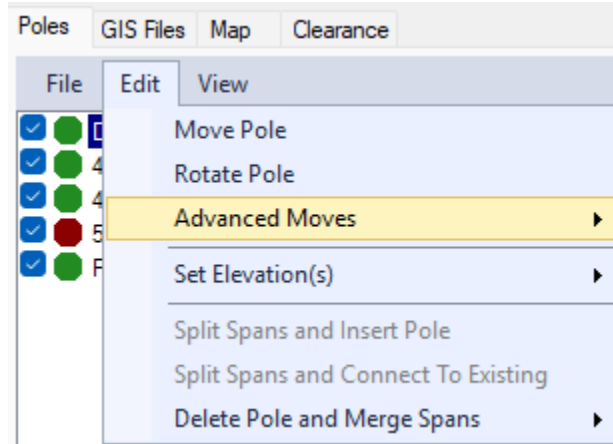 Poles GIS Files Map Clearance
File Edit View
Move Pole
Rotate Pole
Advanced Moves
Set Elevation(s)
Split Spans and Insert Pole
Split Spans and Connect To Existing
Delete Pole and Merge Spans